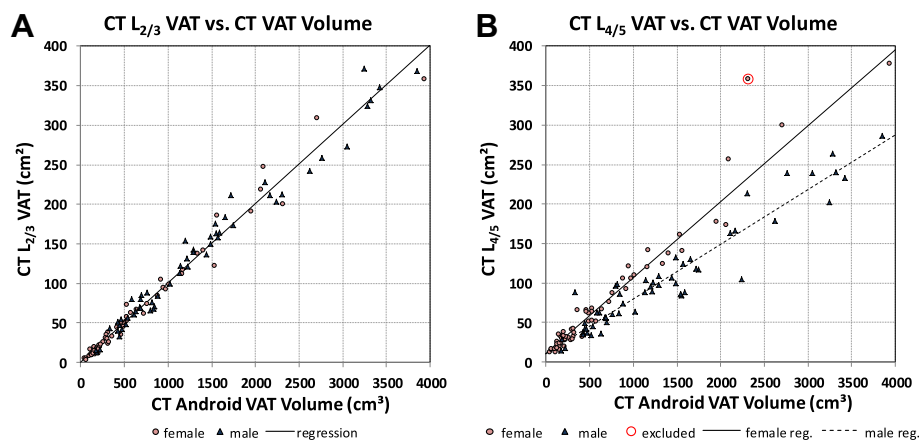 A
CT L2/3 VAT vs. CT VAT Volume
400
350
300
250
200
150
100
50
0
CT L2/3 VAT (cm²)
0 500 1000 1500 2000 2500 3000 3500 4000
CT Android VAT Volume (cm³)
female male regression
B
CT L4/5 VAT vs. CT VAT Volume
400
350
300
250
200
150
100
50
0
CT L4/5 VAT (cm²)
0 500 1000 1500 2000 2500 3000 3500 4000
CT Android VAT Volume (cm³)
female male excluded female reg. male reg.